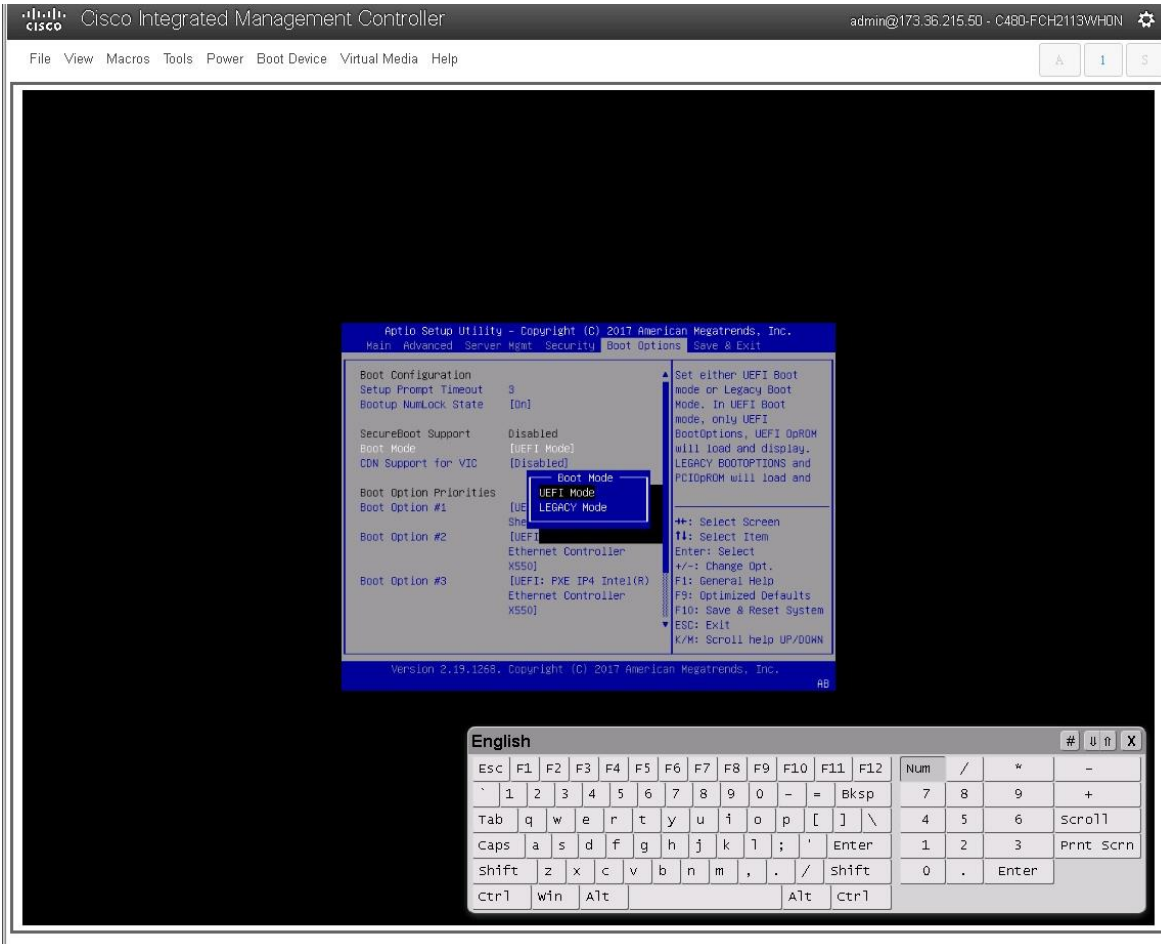 CISCO Cisco Integrated Management Controller admin@173.36.215.50 - C480-FCH2113WH0N
File View Macros Tools Power Boot Device Virtual Media Help A 1 S
Aptio Setup Utility - Copyright (C) 2017 American Megatrends, Inc.
Main Advanced Server Mgmt Security Boot Options Save & Exit
Boot Configuration
Setup Prompt Timeout 3
Bootup NumLock State [On]
SecureBoot Support Disabled
Boot Mode [UEFI Mode]
CDN Support for VIC [Disabled]
Boot Mode
UEFI Mode
LEGACY Mode
Boot Option Priorities
Boot Option #1 [UE
She
Boot Option #2 [UEFI
Ethernet Controller
X550]
Boot Option #3 [UEFI: PXE IP4 Intel(R)
Ethernet Controller
X550]
Set either UEFI Boot
mode or Legacy Boot
Mode. In UEFI Boot
mode, only UEFI
BootOptions, UEFI OpROM
will load and display.
LEGACY BOOTOPTIONS and
PCIOpROM will load and
→←: Select Screen
↑↓: Select Item
Enter: Select
+/-: Change Opt.
F1: General Help
F9: Optimized Defaults
F10: Save & Reset System
ESC: Exit
K/M: Scroll help UP/DOWN
Version 2.19.1268. Copyright (C) 2017 American Megatrends, Inc.
AB
English # ⇓⇑ X
Esc F1 F2 F3 F4 F5 F6 F7 F8 F9 F10 F11 F12 Num / * -
` 1 2 3 4 5 6 7 8 9 0 - = Bksp 7 8 9 +
Tab q w e r t y u i o p [ ] \ 4 5 6 Scroll
Caps a s d f g h j k l ; ' Enter 1 2 3 Prnt Scrn
Shift z x c v b n m , . / Shift 0 . Enter
Ctrl Win Alt Alt Ctrl